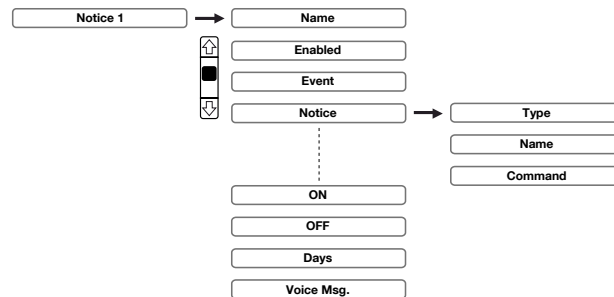 Notice 1
Name
Enabled
Event
Notice
Type
Name
Command
ON
OFF
Days
Voice Msg.